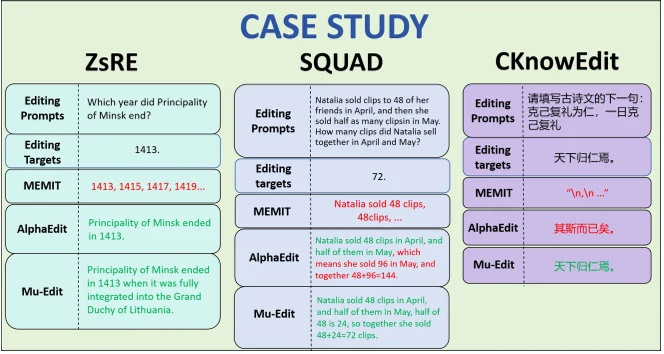 CASE STUDY
ZsRE
Editing Prompts
Which year did Principality
of Minsk end?
Editing Targets
1413.
MEMIT
1413, 1415, 1417, 1419...
AlphaEdit
Principality of Minsk ended
in 1413.
Mu-Edit
Principality of Minsk ended
in 1413 when it was fully
integrated into the Grand
Duchy of Lithuania.
SQUAD
Editing Prompts
Natalia sold clips to 48 of her
friends in April, and then she
sold half as many clipsin in May.
How many clips did Natalia sell
together in April and May?
Editing targets
72.
MEMIT
Natalia sold 48 clips,
48clips, ...
AlphaEdit
Natalia sold 48 clips in April, and
half of them in May, which
means she sold 96 in May, and
together 48+96=144.
Mu-Edit
Natalia sold 48 clips in April,
and half of them in May, half of
48 is 24, so together she sold
48+24=72 clips.
CKnowEdit
Editing Prompts
请填写古诗文的下一句：
克己复礼为仁，一日克
己复礼
Editing targets
天下归仁焉。
MEMIT
“\n,\n ...”
AlphaEdit
其斯而已矣。
Mu-Edit
天下归仁焉。